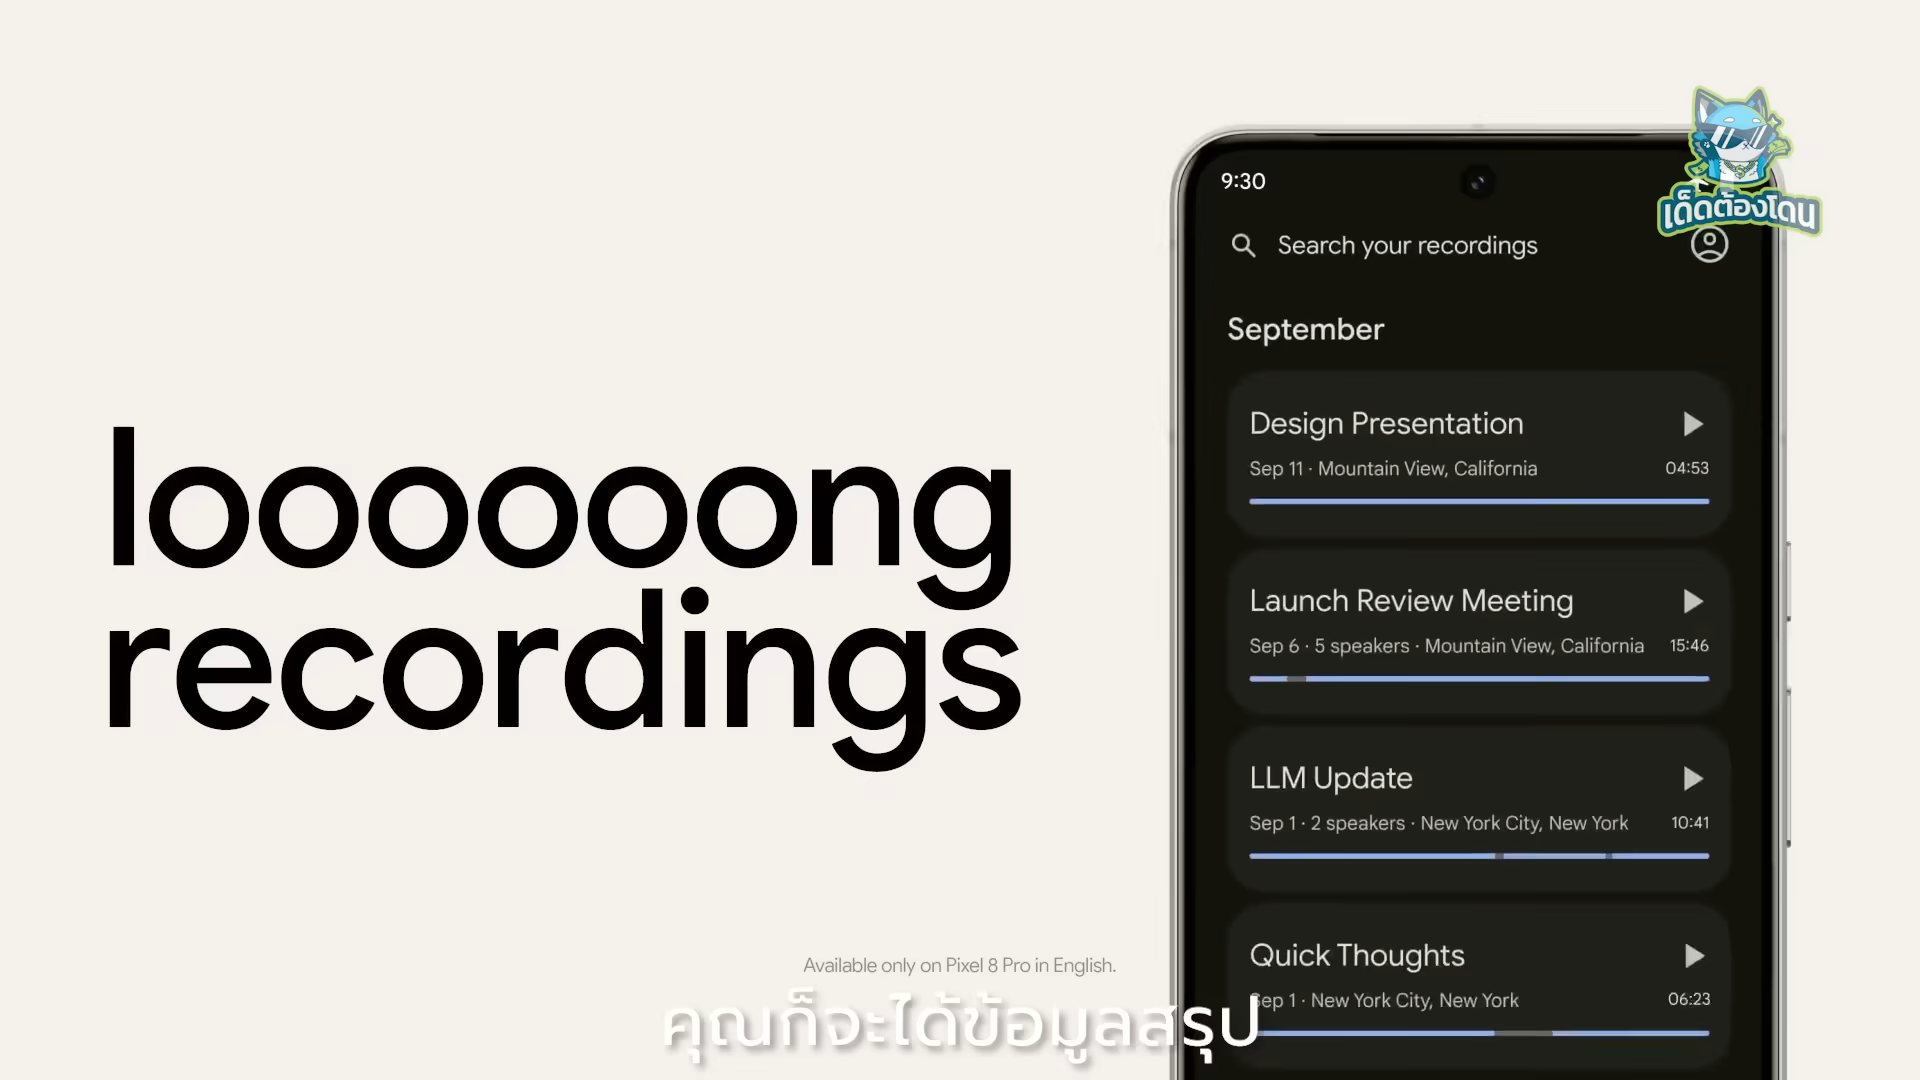 looooooong
recordings
9:30
เด็ดต้องโดน
Search your recordings
September
Design Presentation
Sep 11 · Mountain View, California
04:53
Launch Review Meeting
Sep 6 · 5 speakers · Mountain View, California
15:46
LLM Update
Sep 1 · 2 speakers · New York City, New York
10:41
Quick Thoughts
Sep 1 · New York City, New York
06:23
Available only on Pixel 8 Pro in English.
คุณก็จะได้ข้อมูลสรุป